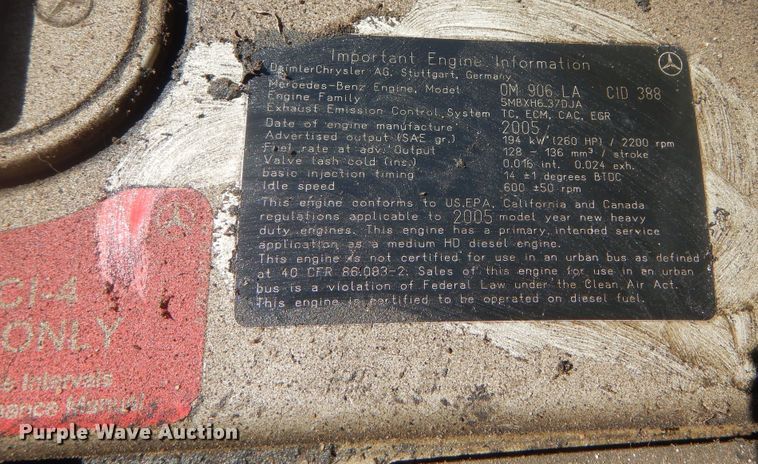 Important Engine Information
DaimlerChrysler AG, Stuttgart, Germany
Mercedes-Benz Engine, Model OM 906 LA CID 388
Engine Family 5MBXH6.37DJA
Exhaust Emission Control System TC, ECM, CAC, EGR
Date of engine manufacture 2005/
Advertised output (SAE gr.) 194 kW (260 HP) / 2200 rpm
Fuel rate at adv. Output 128 - 136 mm³ / stroke
Valve lash cold (ins.) 0.016 int. 0.024 exh.
basic injection timing 14 ±1 degrees BTDC
Idle speed 600 ±50 rpm
This engine conforms to US.EPA, California and Canada
regulations applicable to 2005 model year new heavy
duty engines. This engine has a primary intended service
application as a medium HD diesel engine.
This engine is not certified for use in an urban bus as defined
at 40 CFR 86.083-2. Sales of this engine for use in an urban
bus is a violation of Federal Law under the Clean Air Act.
This engine is certified to be operated on diesel fuel.
CI-4
ONLY
Intervals
Manual
Purple Wave Auction